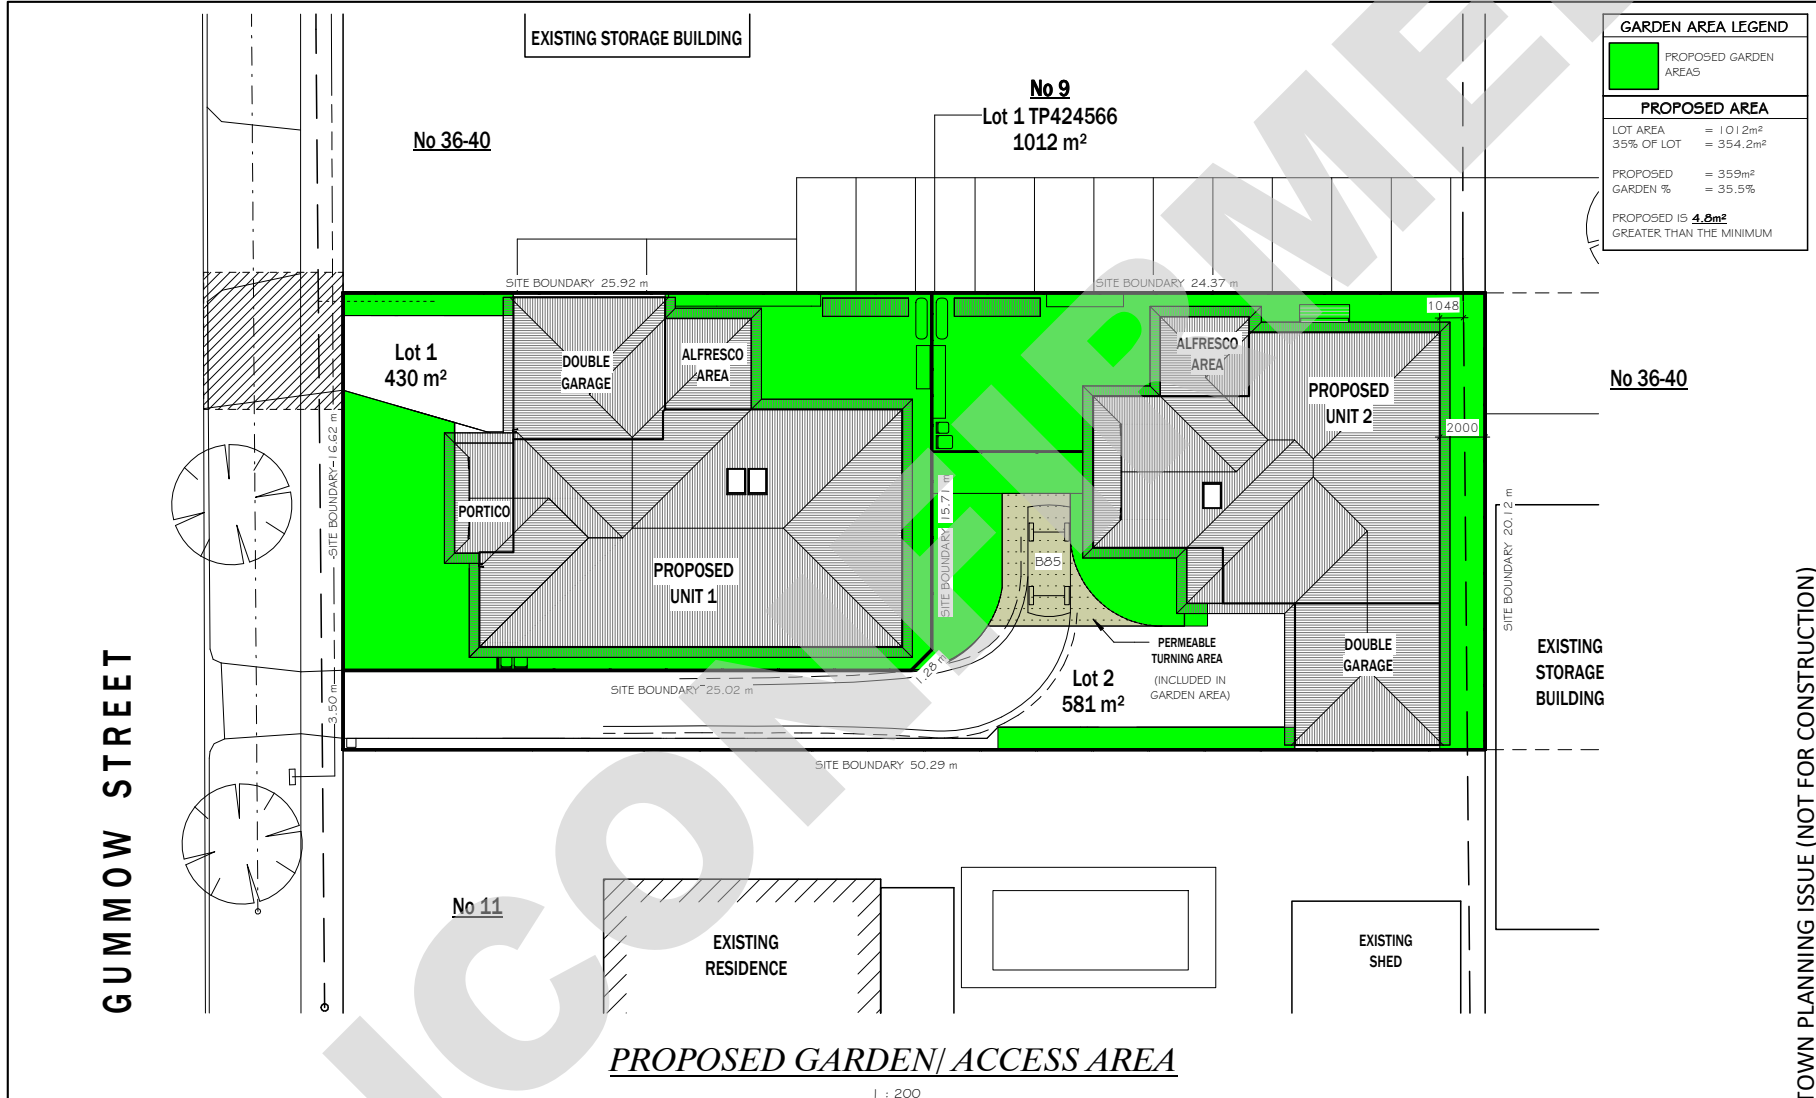 EXISTING STORAGE BUILDING
GARDEN AREA LEGEND
PROPOSED GARDEN
AREAS
PROPOSED AREA
LOT AREA = 1012m²
35% OF LOT = 354.2m²
PROPOSED = 359m²
GARDEN % = 35.5%
PROPOSED IS 4.8m²
GREATER THAN THE MINIMUM
No 9
Lot 1 TP424566
1012 m²
No 36-40
SITE BOUNDARY 25.92 m
SITE BOUNDARY 24.37 m
1048
Lot 1
430 m²
DOUBLE
GARAGE
ALFRESCO
AREA
ALFRESCO
AREA
PROPOSED
UNIT 2
No 36-40
2000
SITE BOUNDARY 16.62 m
PORTICO
PROPOSED
UNIT 1
SITE BOUNDARY 15.71 m
B85
SITE BOUNDARY 20.12 m
PERMEABLE
TURNING AREA
(INCLUDED IN
GARDEN AREA)
DOUBLE
GARAGE
EXISTING
STORAGE
BUILDING
1.28 m
Lot 2
581 m²
SITE BOUNDARY 25.02 m
3.50 m
SITE BOUNDARY 50.29 m
GUMMOW STREET
No 11
EXISTING
RESIDENCE
EXISTING
SHED
PROPOSED GARDEN/ ACCESS AREA
1 : 200
TOWN PLANNING ISSUE (NOT FOR CONSTRUCTION)